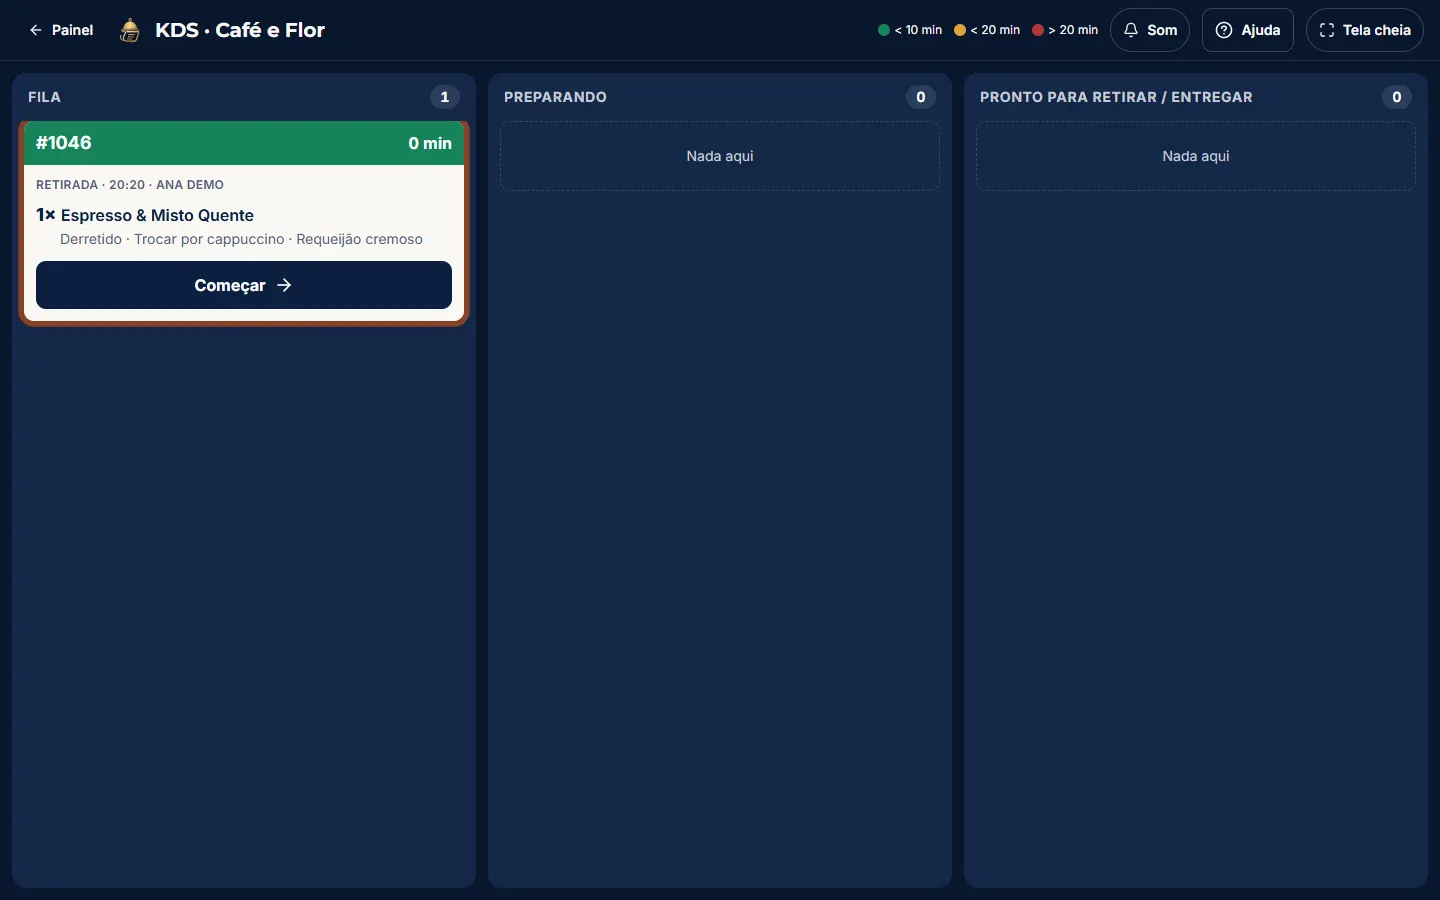 Painel
KDS · Café e Flor
< 10 min
< 20 min
> 20 min
Som
Ajuda
Tela cheia
FILA
1
#1046
0 min
RETIRADA · 20:20 · ANA DEMO
1× Espresso & Misto Quente
Derretido · Trocar por cappuccino · Requeijão cremoso
Começar →
PREPARANDO
0
Nada aqui
PRONTO PARA RETIRAR / ENTREGAR
0
Nada aqui